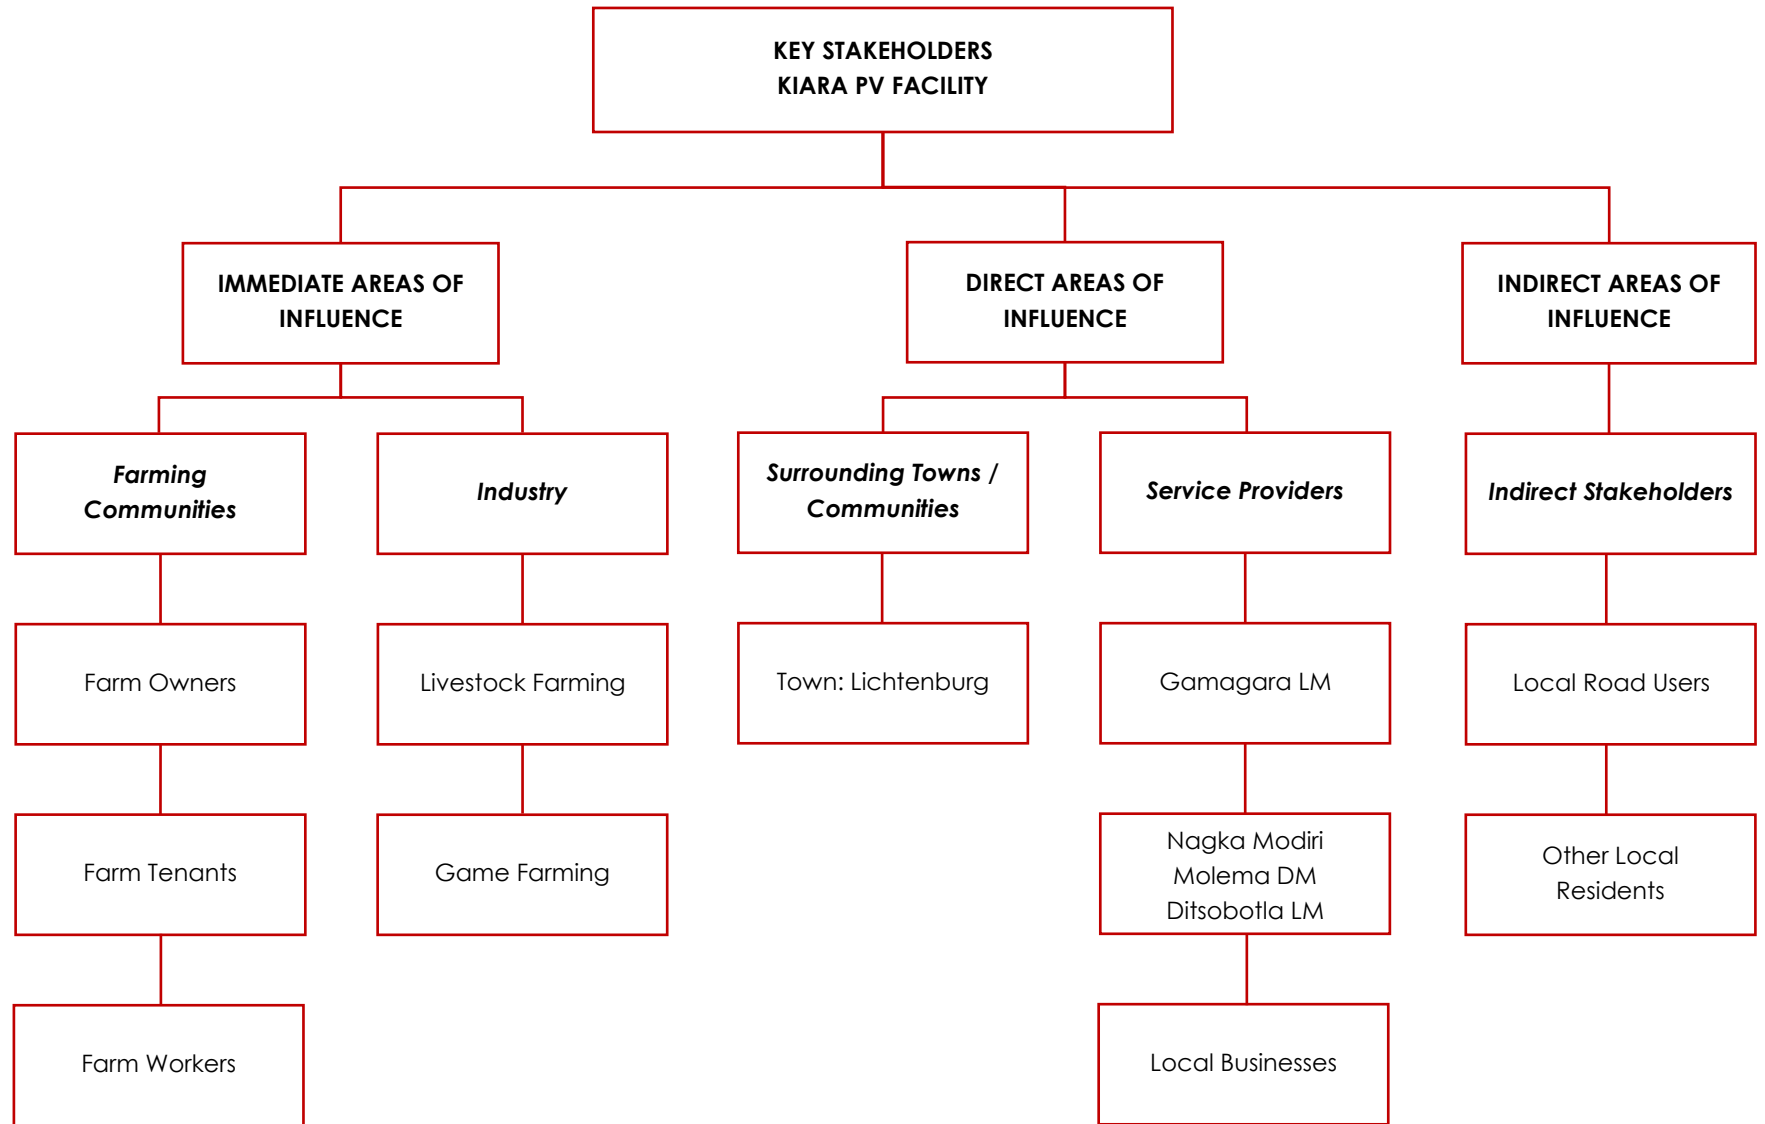 KEY STAKEHOLDERS
KIARA PV FACILITY
IMMEDIATE AREAS OF
INFLUENCE
DIRECT AREAS OF
INFLUENCE
INDIRECT AREAS OF
INFLUENCE
Farming
Communities
Industry
Surrounding Towns /
Communities
Service Providers
Indirect Stakeholders
Farm Owners
Livestock Farming
Town: Lichtenburg
Gamagara LM
Local Road Users
Farm Tenants
Game Farming
Nagka Modiri
Molema DM
Ditsobotla LM
Other Local
Residents
Farm Workers
Local Businesses